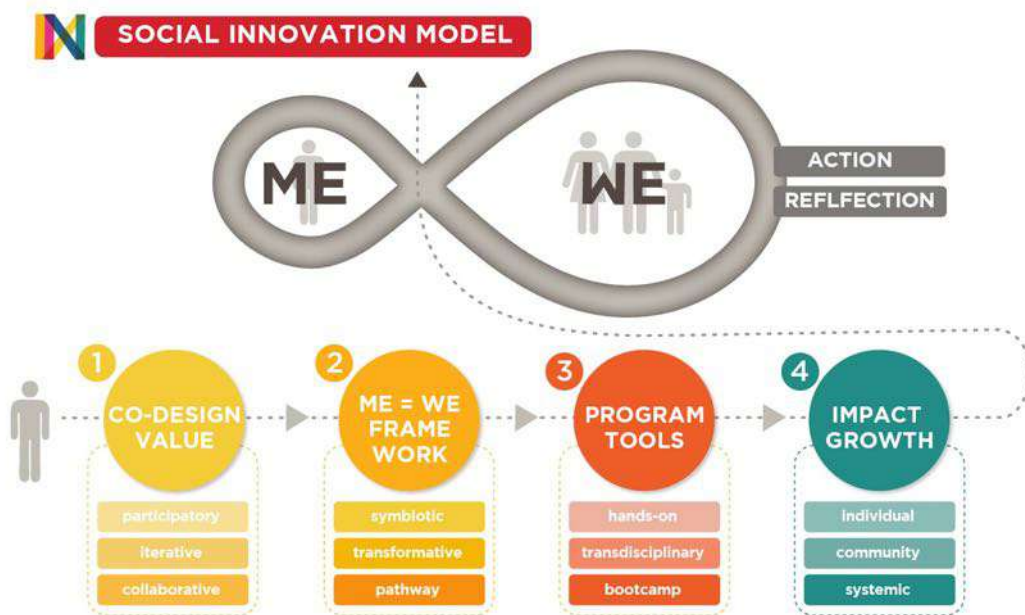 SOCIAL INNOVATION MODEL
ME
WE
ACTION
REFLFECTION
1
CO-DESIGN
VALUE
participatory
iterative
collaborative
2
ME = WE
FRAME
WORK
symbiotic
transformative
pathway
3
PROGRAM
TOOLS
hands-on
transdisciplinary
bootcamp
4
IMPACT
GROWTH
individual
community
systemic